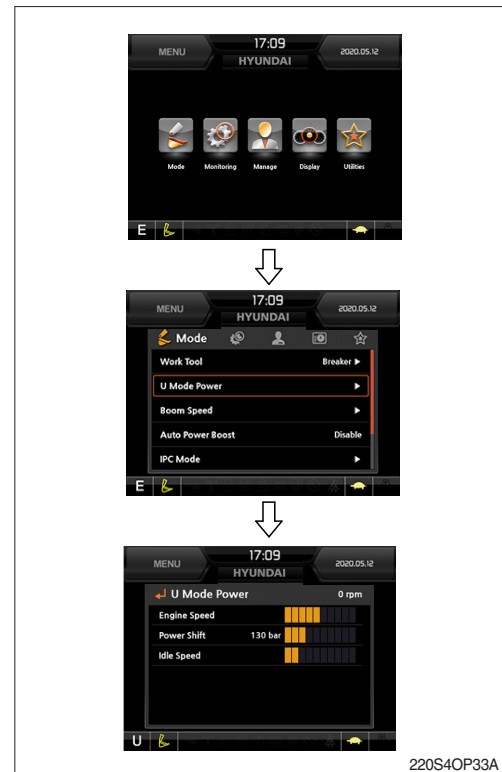 MENU 17:09 2020.05.12
HYUNDAI
Mode Monitoring Manage Display Utilities
E
MENU 17:09 2020.05.12
HYUNDAI
Mode
Work Tool Breaker ▶
U Mode Power ▶
Boom Speed ▶
Auto Power Boost Disable
IPC Mode ▶
E
MENU 17:09 2020.05.12
HYUNDAI
U Mode Power 0 rpm
Engine Speed
Power Shift 130 bar
Idle Speed
U
220S4OP33A